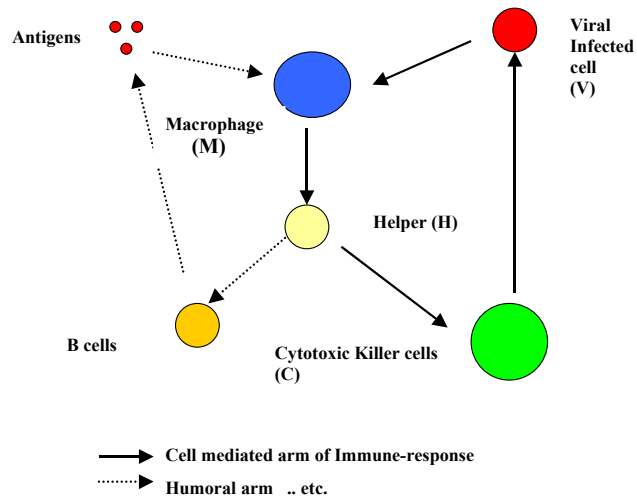 Antigens
Viral
Infected
cell
(V)
Macrophage
(M)
Helper (H)
B cells
Cytotoxic Killer cells
(C)
Cell mediated arm of Immune-response
Humoral arm .. etc.